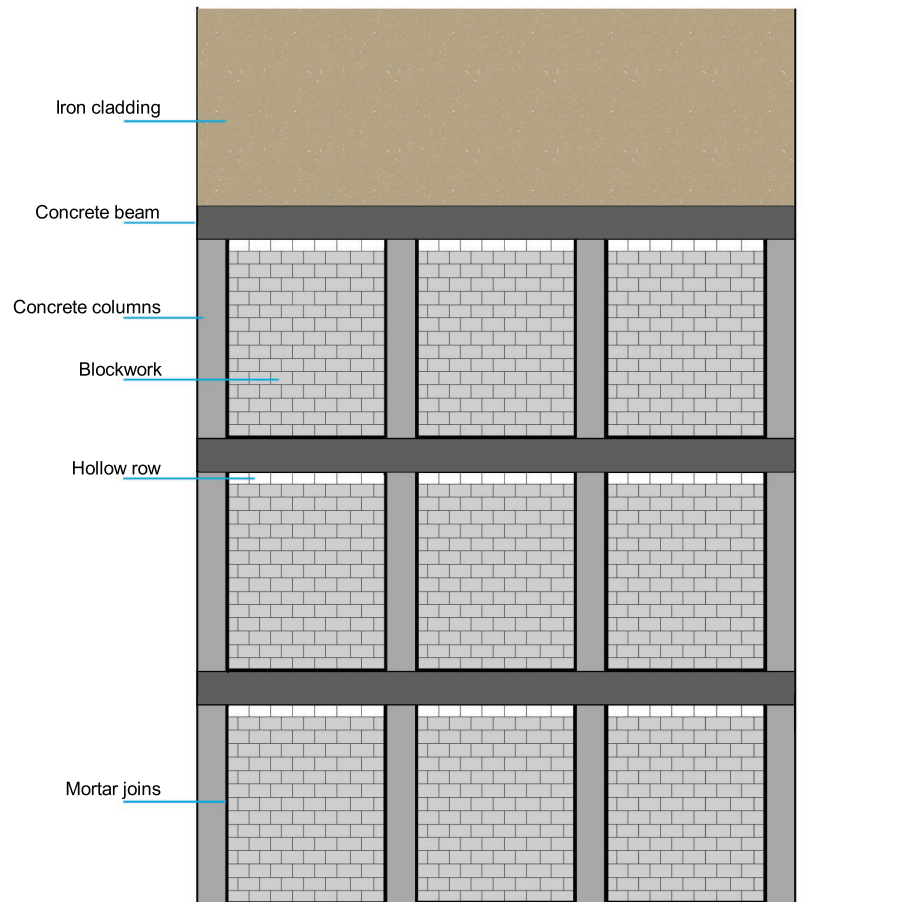 Iron cladding
Concrete beam
Concrete columns
Blockwork
Hollow row
Mortar joins